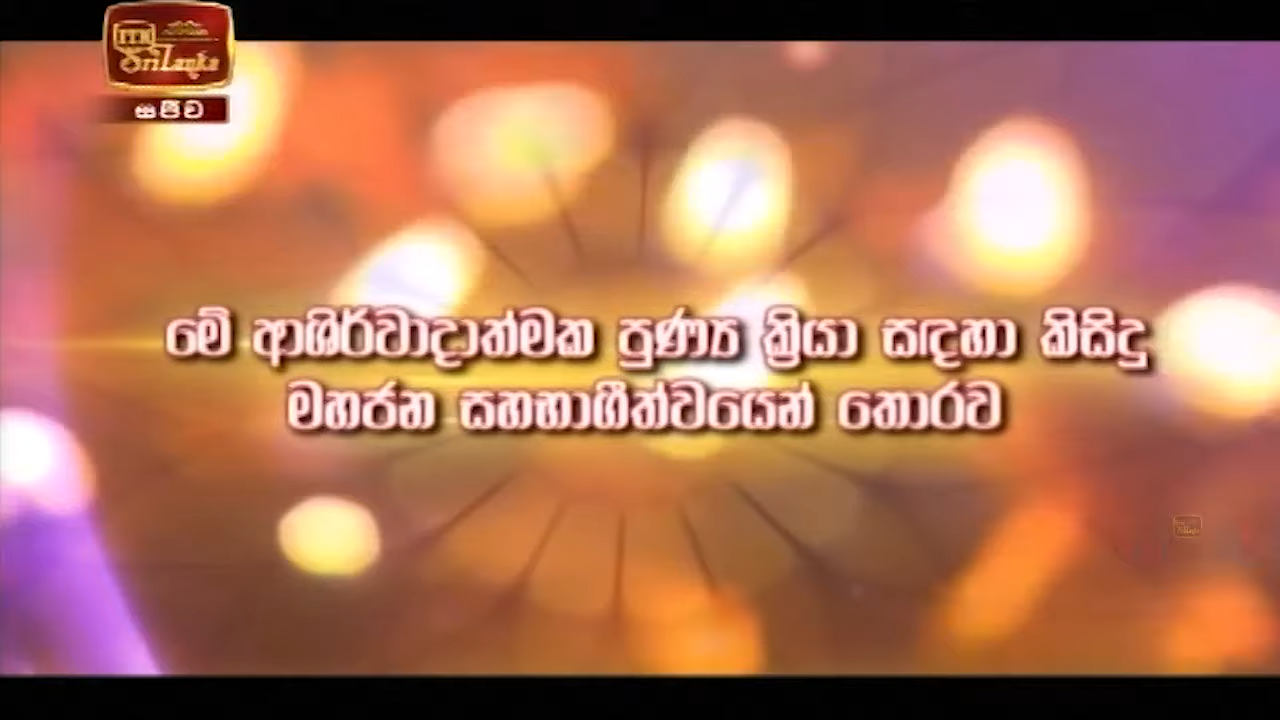 ITN
Sri Lanka
සජීව
මේ ආශිර්වාදාත්මක පුණ්‍ය ක්‍රියා සඳහා කිසිදු
මහජන සහභාගීත්වයෙන් තොරව